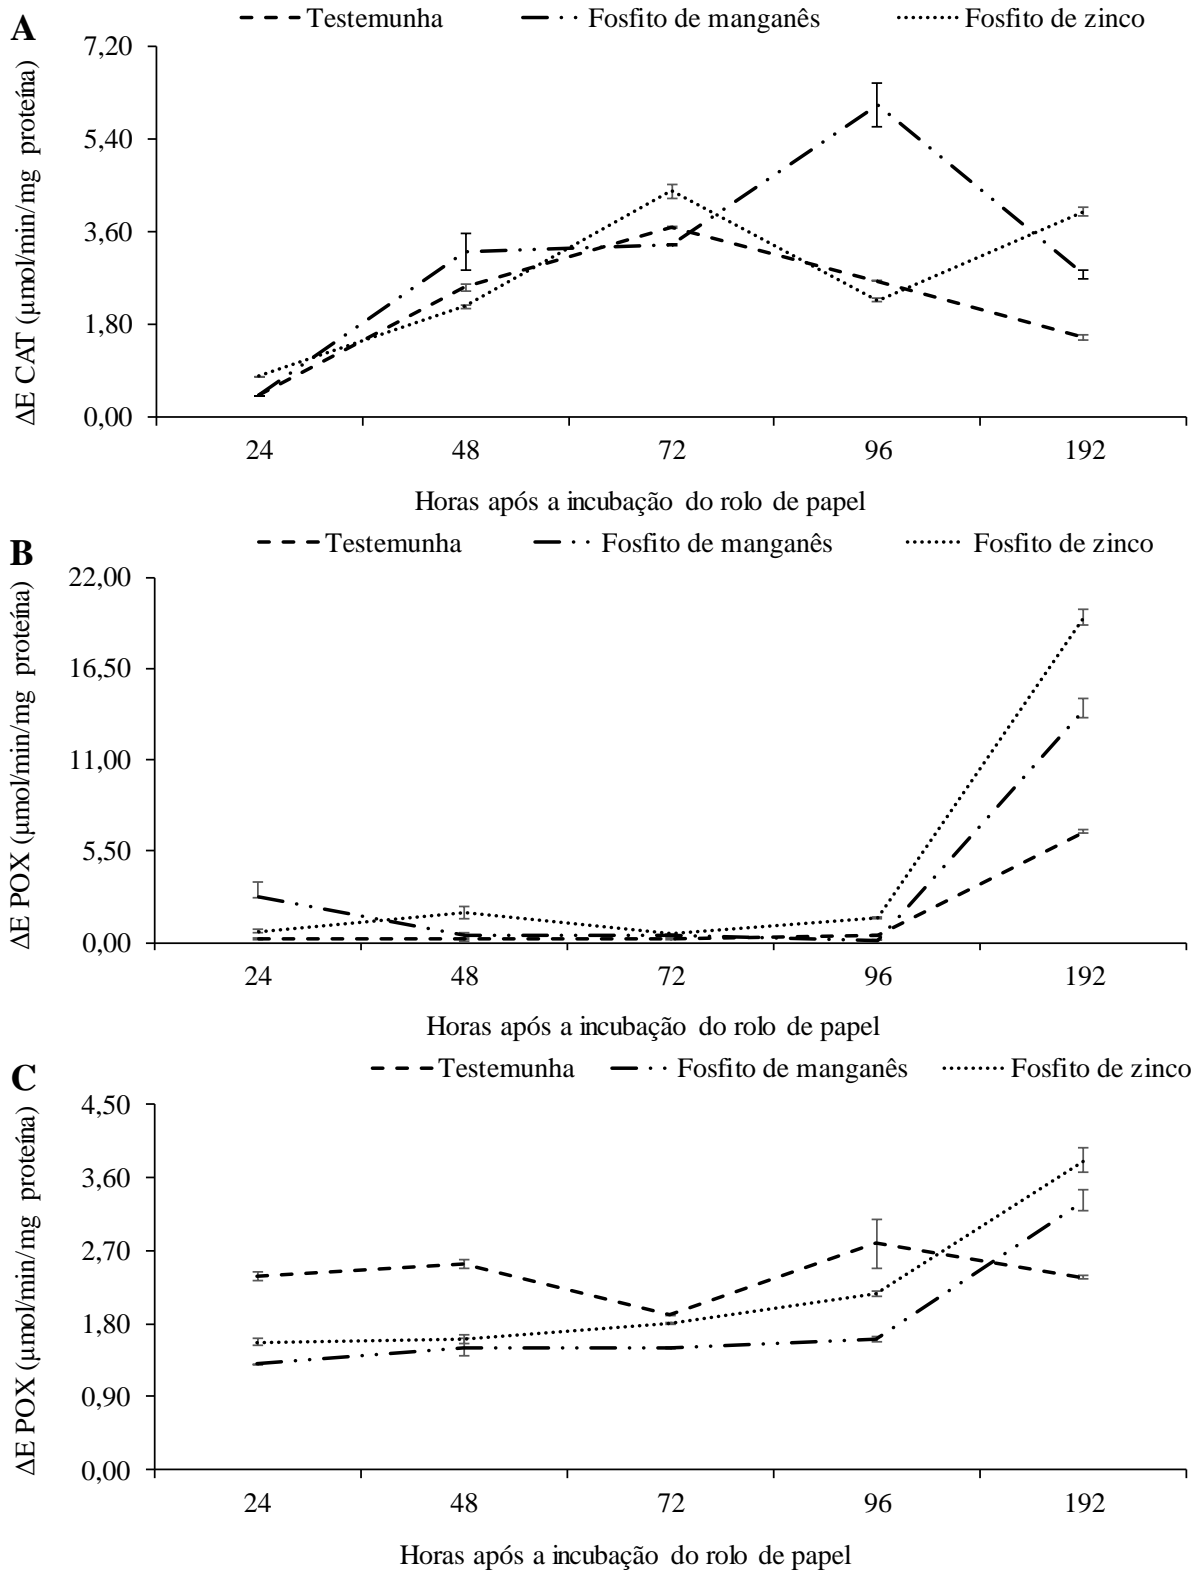 A
Testemunha Fosfito de manganês Fosfito de zinco
ΔE CAT (µmol/min/mg proteína)
7,20
5,40
3,60
1,80
0,00
24 48 72 96 192
Horas após a incubação do rolo de papel
B
Testemunha Fosfito de manganês Fosfito de zinco
ΔE POX (µmol/min/mg proteína)
22,00
16,50
11,00
5,50
0,00
24 48 72 96 192
Horas após a incubação do rolo de papel
C
Testemunha Fosfito de manganês Fosfito de zinco
ΔE POX (µmol/min/mg proteína)
4,50
3,60
2,70
1,80
0,90
0,00
24 48 72 96 192
Horas após a incubação do rolo de papel